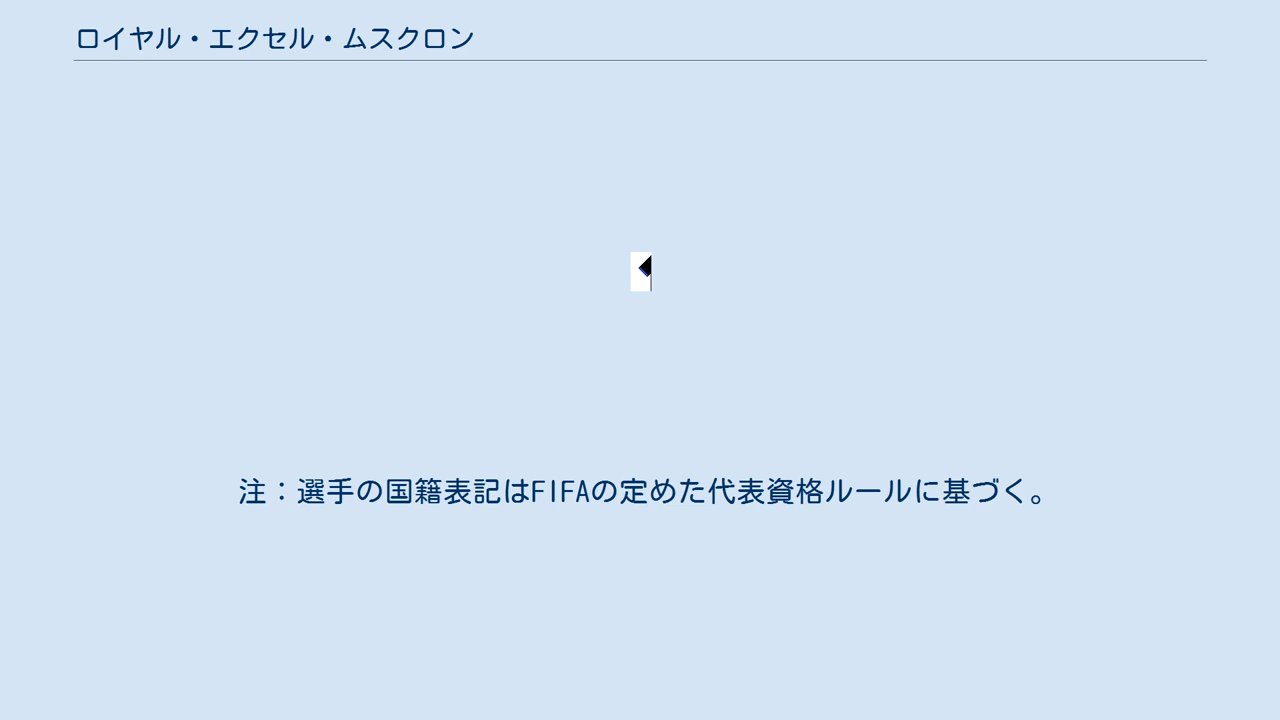 ロイヤル・エクセル・ムスクロン
注：選手の国籍表記はFIFAの定めた代表資格ルールに基づく。